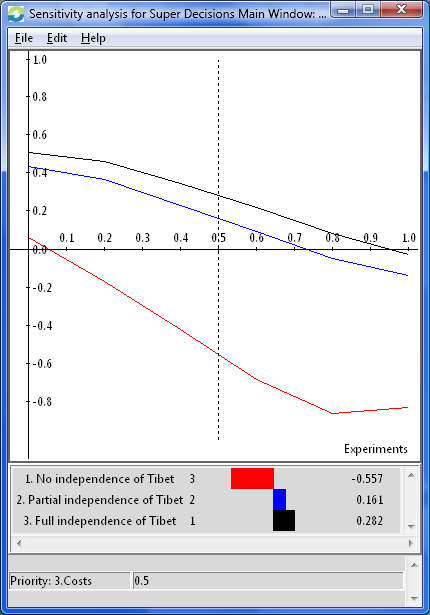 Sensitivity analysis for Super Decisions Main Window: ...
File Edit Help
1.0
0.8
0.6
0.4
0.2
0.0
0.1 0.2 0.3 0.4 0.5 0.6 0.7 0.8 0.9 1.0
-0.2
-0.4
-0.6
-0.8
Experiments
1. No independence of Tibet 3 -0.557
2. Partial independence of Tibet 2 0.161
3. Full independence of Tibet 1 0.282
Priority: 3.Costs 0.5